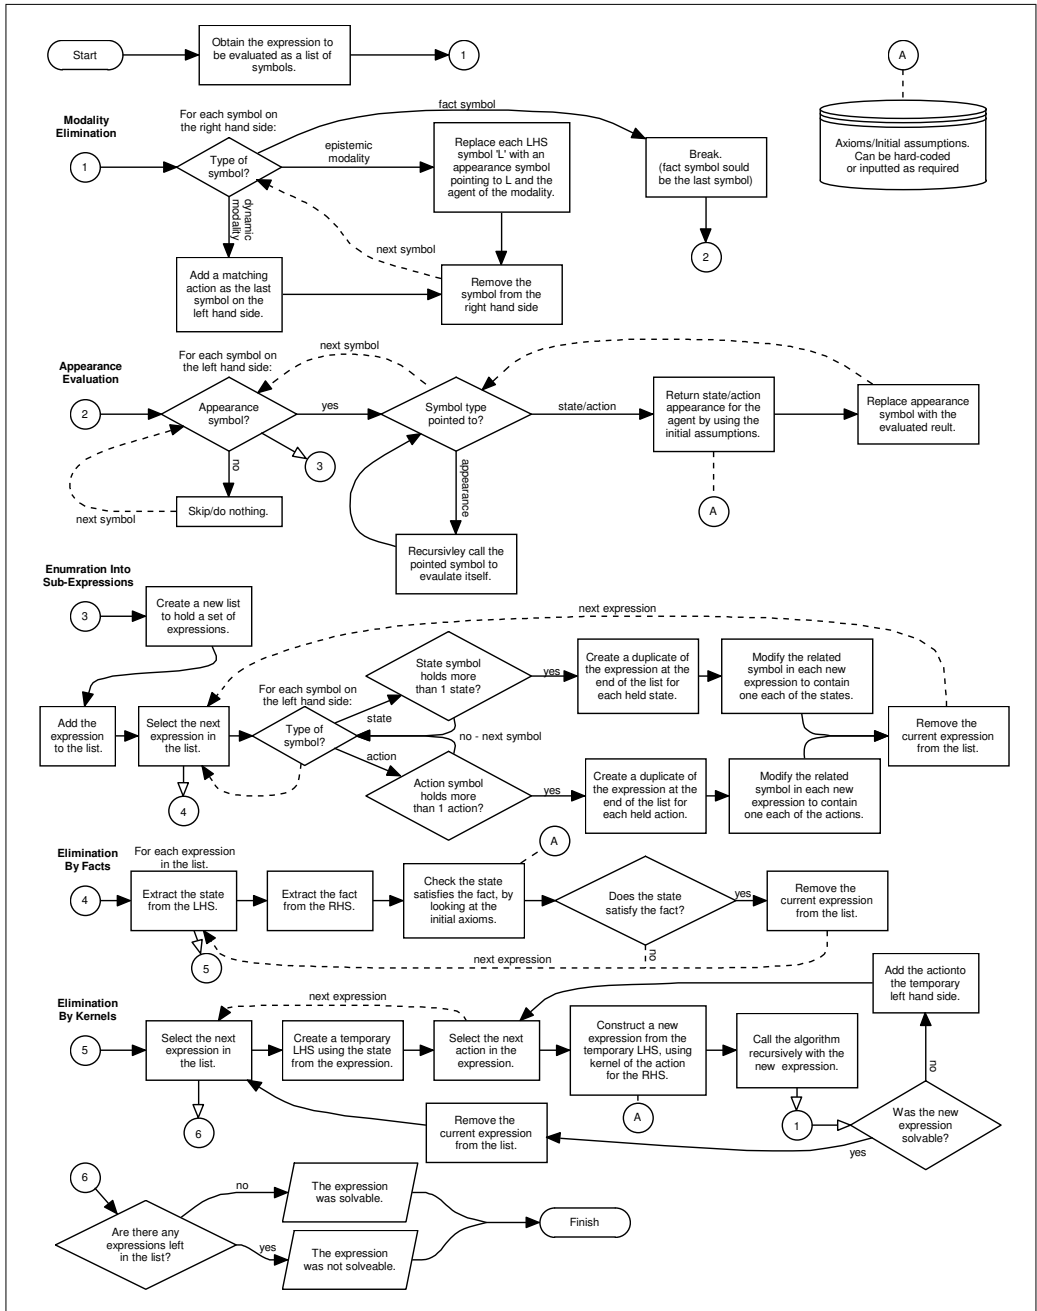 Start
Obtain the expression to
be evaluated as a list of
symbols.
1
A
Axioms/Initial assumptions.
Can be hard-coded
or inputted as required
Modality
Elimination
1
For each symbol on
the right hand side:
Type of
symbol?
fact symbol
epistemic
modality
dynamic
modality
Replace each LHS
symbol 'L' with an
appearance symbol
pointing to L and the
agent of the modality.
Break.
(fact symbol sould
be the last symbol)
2
next symbol
Add a matching
action as the last
symbol on the
left hand side.
Remove the
symbol from the
right hand side
Appearance
Evaluation
2
For each symbol on
the left hand side:
Appearance
symbol?
next symbol
yes
Symbol type
pointed to?
state/action
Return state/action
appearance for the
agent by using the
initial assumptions.
Replace appearance
symbol with the
evaluated reult.
no
3
appearance
A
next symbol
Skip/do nothing.
Recursivley call the
pointed symbol to
evaulate itself.
Enumration Into
Sub-Expressions
3
Create a new list
to hold a set of
expressions.
next expression
Add the
expression
to the list.
Select the next
expression in
the list.
For each symbol on
the left hand side:
Type of
symbol?
state
action
State symbol
holds more
than 1 state?
yes
Create a duplicate of
the expression at the
end of the list for
each held state.
Modify the related
symbol in each new
expression to contain
one each of the states.
no - next symbol
Remove the
current expression
from the list.
Action symbol
holds more
than 1 action?
yes
Create a duplicate of
the expression at the
end of the list for
each held action.
Modify the related
symbol in each new
expression to contain
one each of the actions.
4
Elimination
By Facts
4
For each expression
in the list.
Extract the state
from the LHS.
Extract the fact
from the RHS.
Check the state
satisfies the fact, by
looking at the
initial axioms.
A
Does the state
satisfy the fact?
yes
Remove the
current expression
from the list.
no
next expression
5
Elimination
By Kernels
5
next expression
Select the next
expression in
the list.
Create a temporary
LHS using the state
from the expression.
Select the next
action in the
expression.
Construct a new
expression from the
temporary LHS, using
kernel of the action
for the RHS.
Call the algorithm
recursively with the
new  expression.
Add the actionto
the temporary
left hand side.
no
A
1
Was the new
expression
solvable?
yes
Remove the
current expression
from the list.
6
6
Are there any
expressions left
in the list?
no
The expression
was solvable.
yes
The expression
was not solveable.
Finish